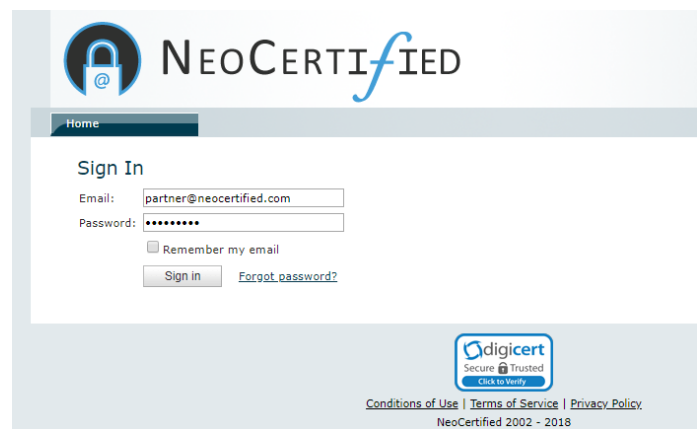 @ NEOCERTIFIED
Home
Sign In
Email: partner@neocertified.com
Password: •••••••••
Remember my email
Sign in Forgot password?
digicert
Secure Trusted
Click to Verify
Conditions of Use | Terms of Service | Privacy Policy
NeoCertified 2002 - 2018